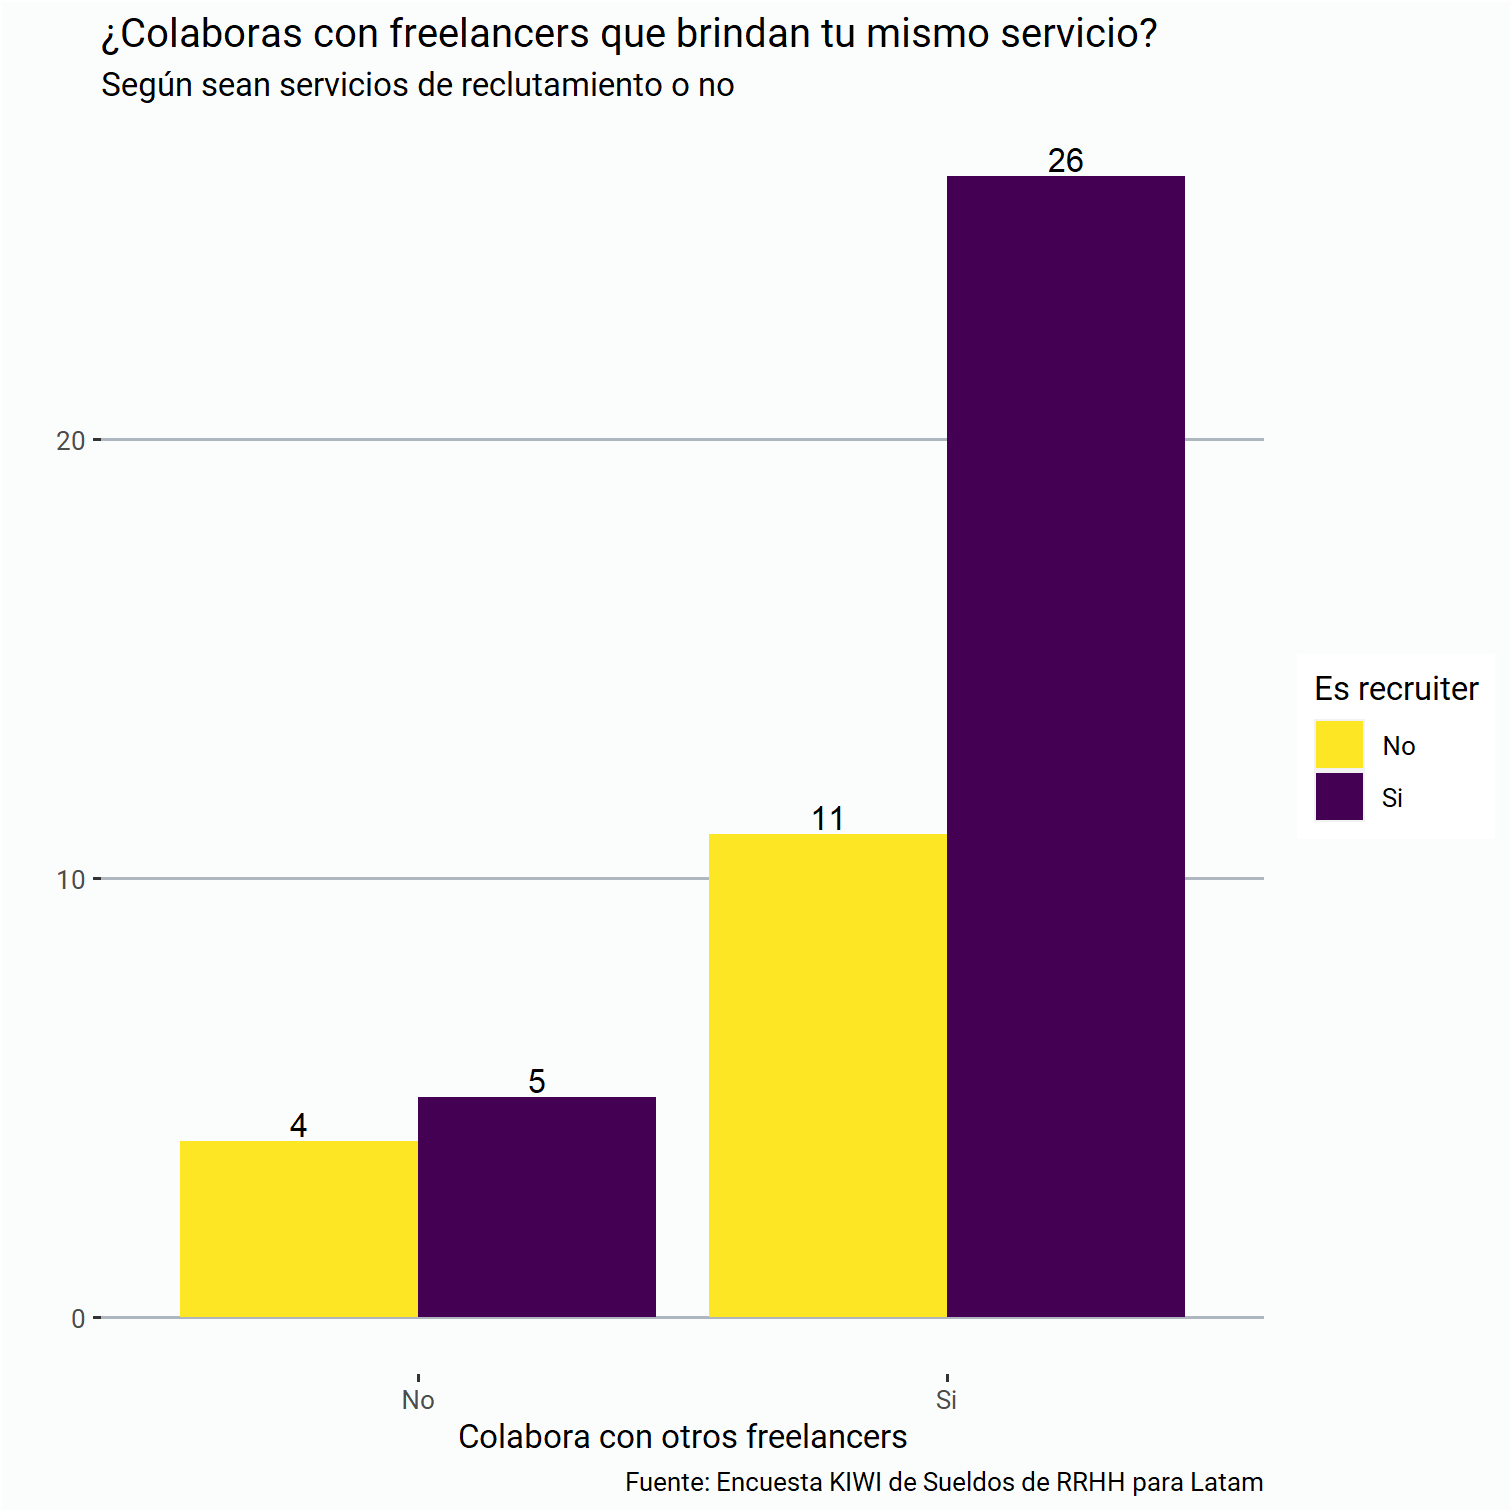 ¿Colaboras con freelancers que brindan tu mismo servicio?
Según sean servicios de reclutamiento o no
26
20
Es recruiter
No
Si
11
10
5
4
0
No
Si
Colabora con otros freelancers
Fuente: Encuesta KIWI de Sueldos de RRHH para Latam